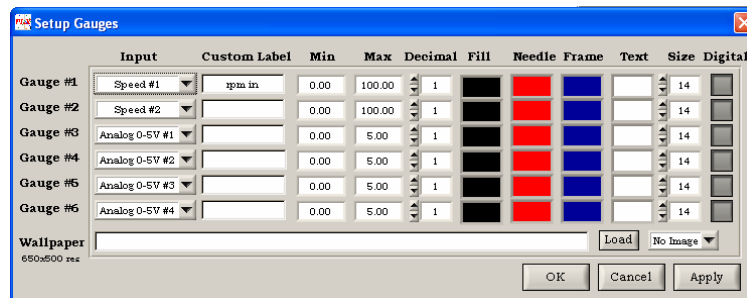 Setup Gauges
Input Custom Label Min Max Decimal Fill Needle Frame Text Size Digital
Gauge #1 Speed #1 rpm in 0.00 100.00 1 14
Gauge #2 Speed #2 0.00 100.00 1 14
Gauge #3 Analog 0-5V #1 0.00 5.00 1 14
Gauge #4 Analog 0-5V #2 0.00 5.00 1 14
Gauge #5 Analog 0-5V #3 0.00 5.00 1 14
Gauge #6 Analog 0-5V #4 0.00 5.00 1 14
Wallpaper Load No Image
650x500 res
OK Cancel Apply